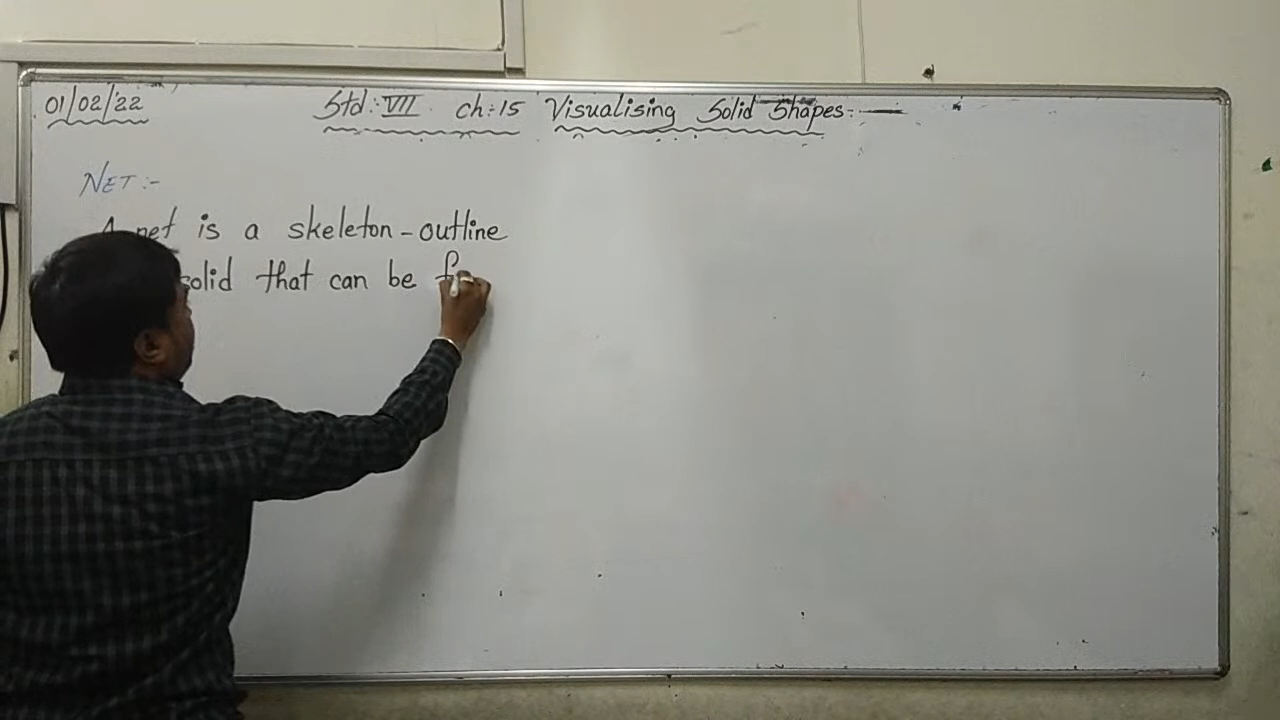 01/02/22
Std:VII ch:15 Visualising Solid Shapes:-
NET:-
A net is a skeleton-outline
solid that can be f